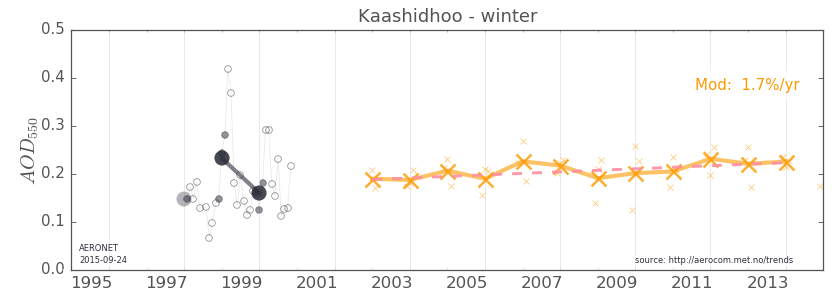 Kaashidhoo - winter
0.5
0.4
0.3
0.2
0.1
0.0
AOD550
Mod: 1.7%/yr
AERONET
2015-09-24
source: http://aerocom.met.no/trends
1995 1997 1999 2001 2003 2005 2007 2009 2011 2013